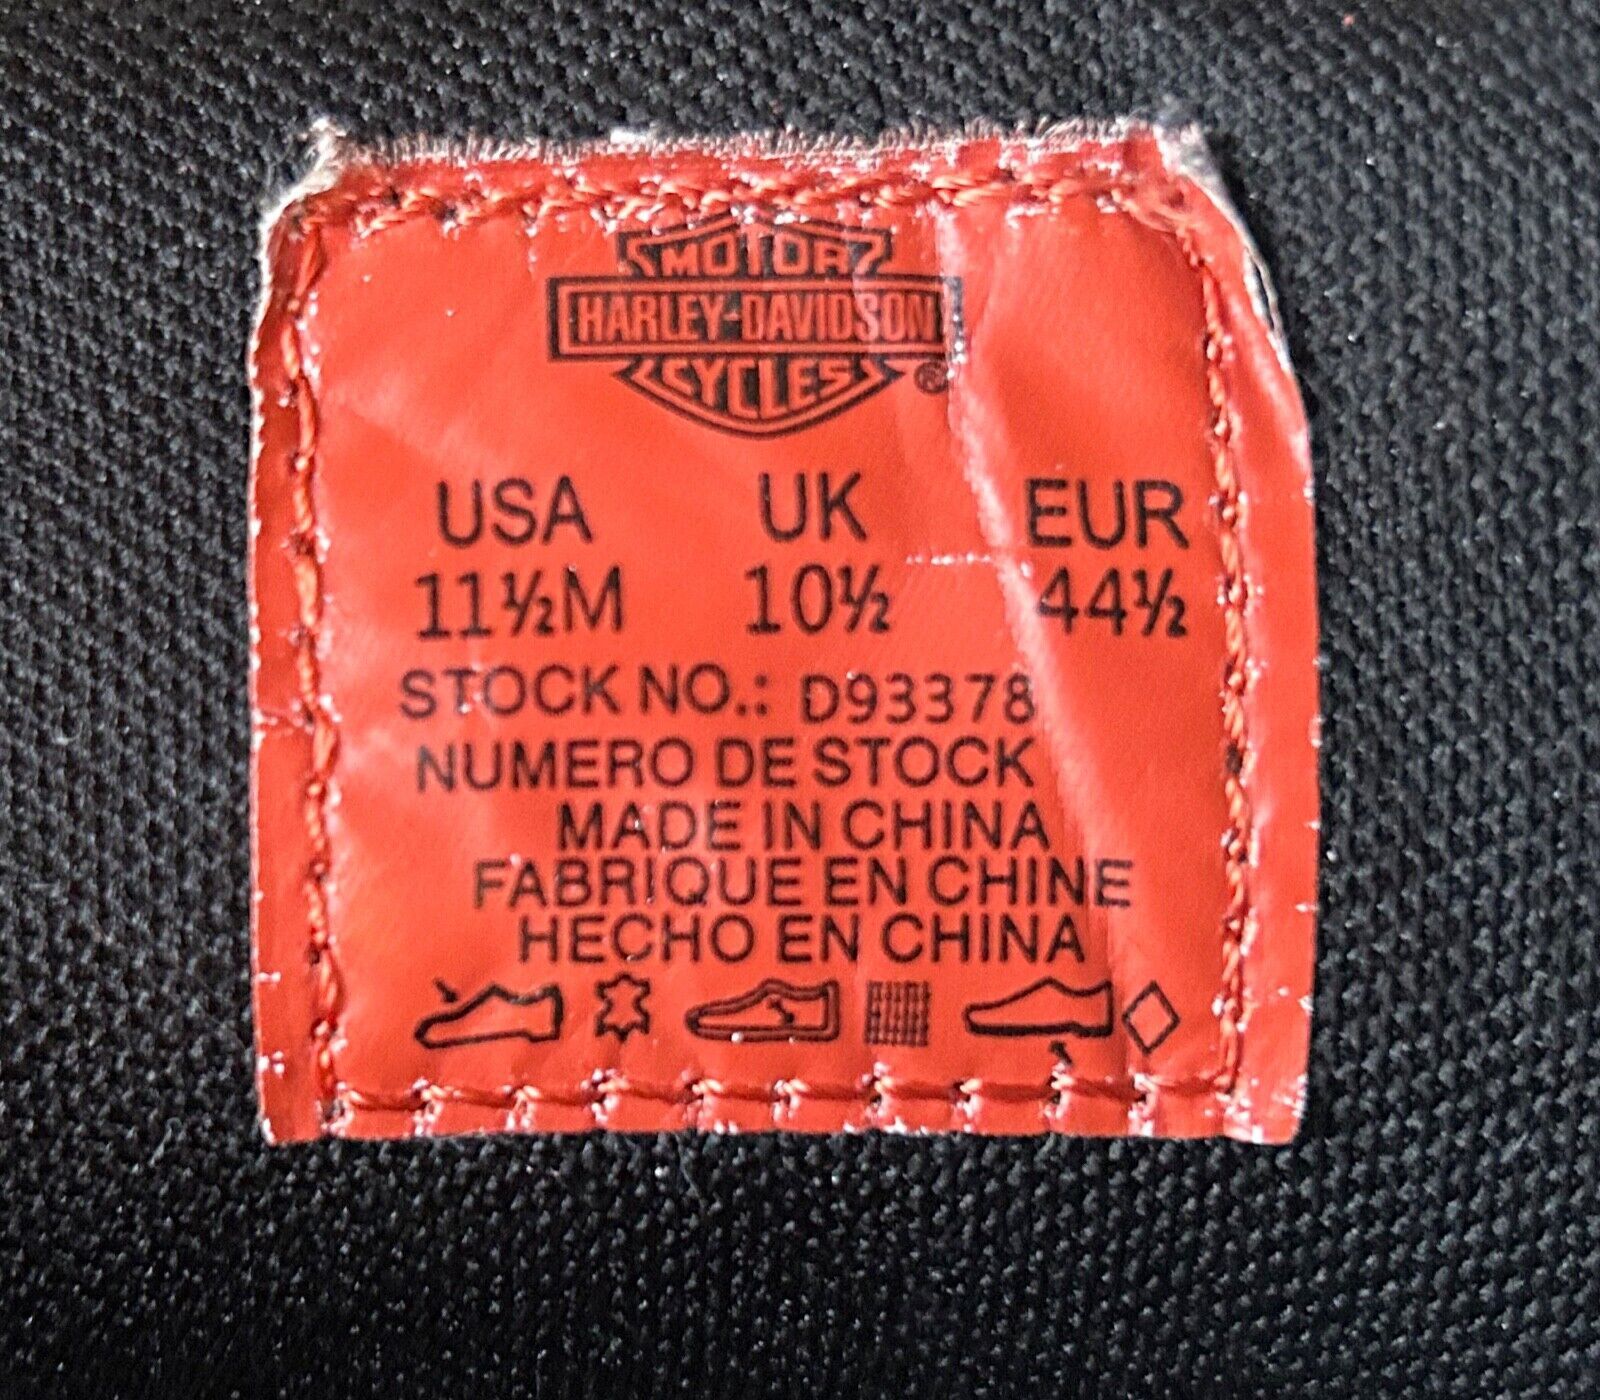 MOTOR
HARLEY-DAVIDSON
CYCLES ®
USA UK EUR
11½M 10½ 44½
STOCK NO.: D93378
NUMERO DE STOCK
MADE IN CHINA
FABRIQUE EN CHINE
HECHO EN CHINA